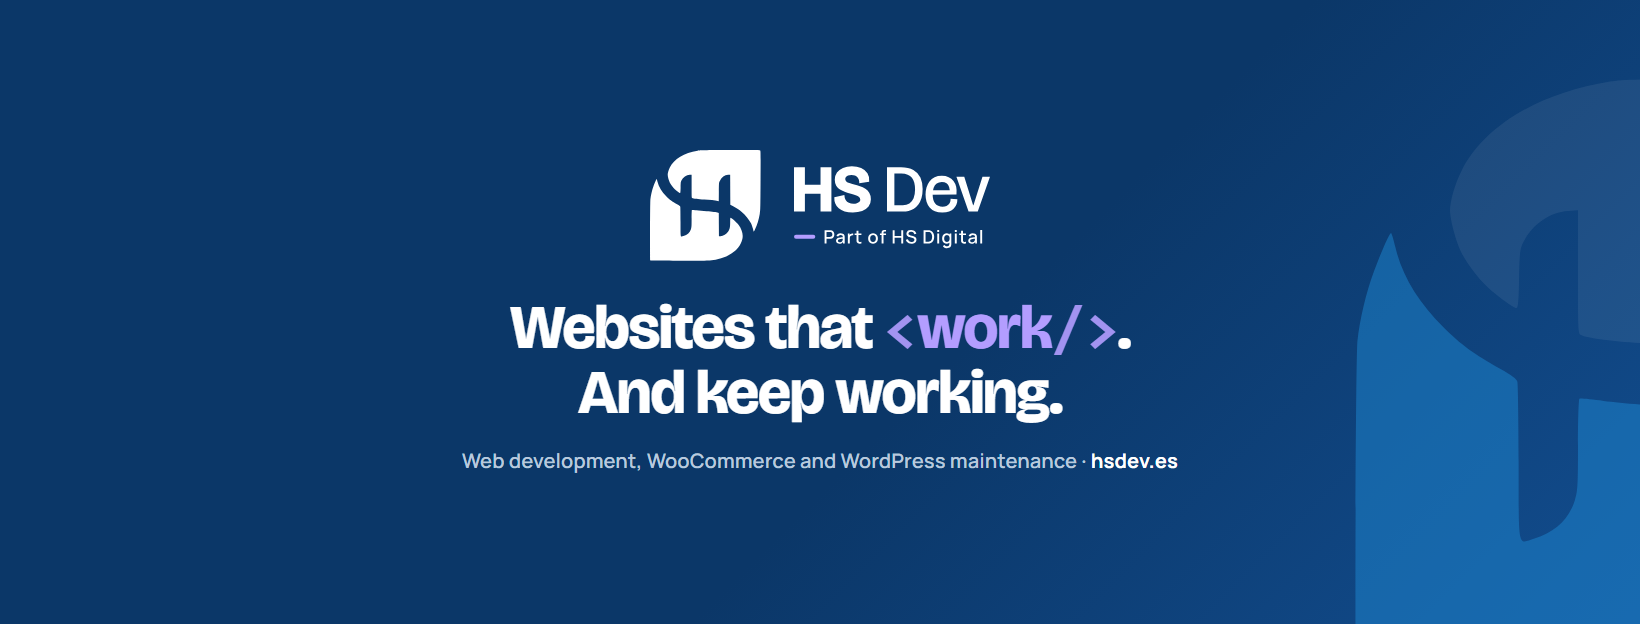 HS Dev
Part of HS Digital
Websites that <work/>.
And keep working.
Web development, WooCommerce and WordPress maintenance · hsdev.es